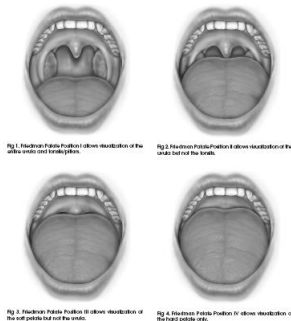 Fig 1. Friedman Palate Position I allows visualization of the
entire uvula and tonsils/pillars.
Fig 2. Friedman Palate Position II allows visualization of the
uvula but not the tonsils.
Fig 3. Friedman Palate Position III allows visualization of
the soft palate but not the uvula.
Fig 4. Friedman Palate Position IV allows visualization of
the hard palate only.